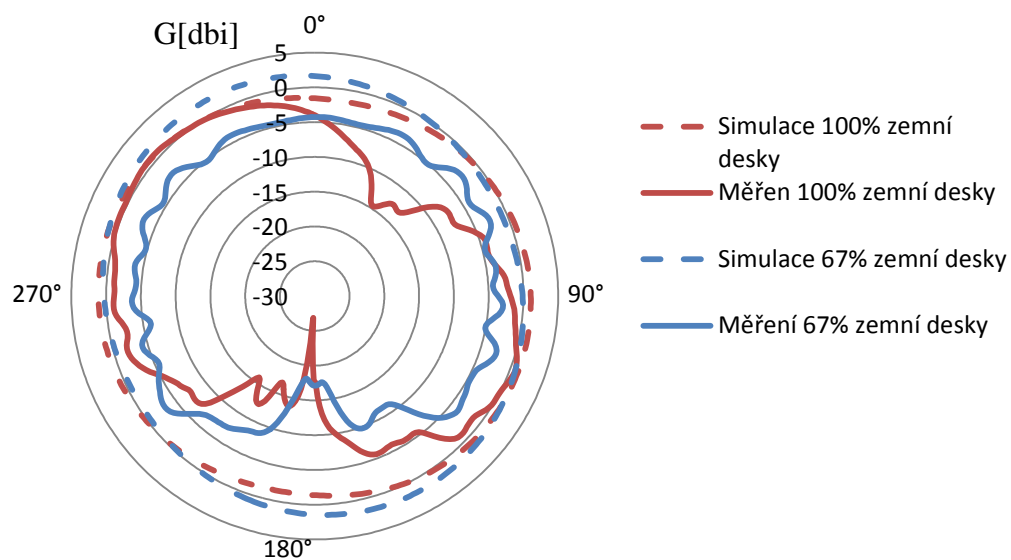 G[dbi]
0°
5
0
-5
-10
-15
-20
-25
-30
270°
90°
180°
Simulace 100% zemní
desky
Měřen 100% zemní desky
Simulace 67% zemní desky
Měření 67% zemní desky